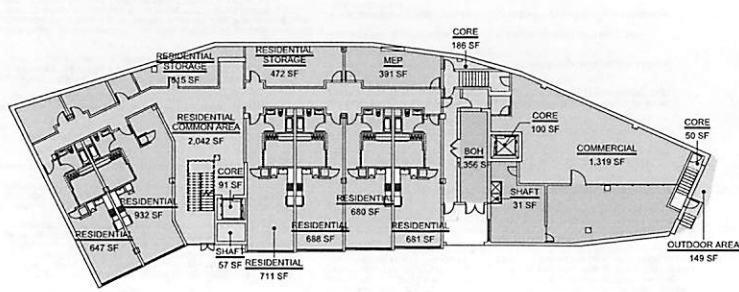 CORE
186 SF
RESIDENTIAL
STORAGE
515 SF
RESIDENTIAL
STORAGE
472 SF
MEP
391 SF
RESIDENTIAL
COMMON AREA
2,042 SF
CORE
100 SF
CORE
50 SF
COMMERCIAL
1,319 SF
BOH
1,356 SF
CORE
91 SF
SHAFT
31 SF
RESIDENTIAL
932 SF
RESIDENTIAL
647 SF
RESIDENTIAL
680 SF
RESIDENTIAL
688 SF
RESIDENTIAL
681 SF
SHAFT
57 SF
RESIDENTIAL
711 SF
OUTDOOR AREA
149 SF